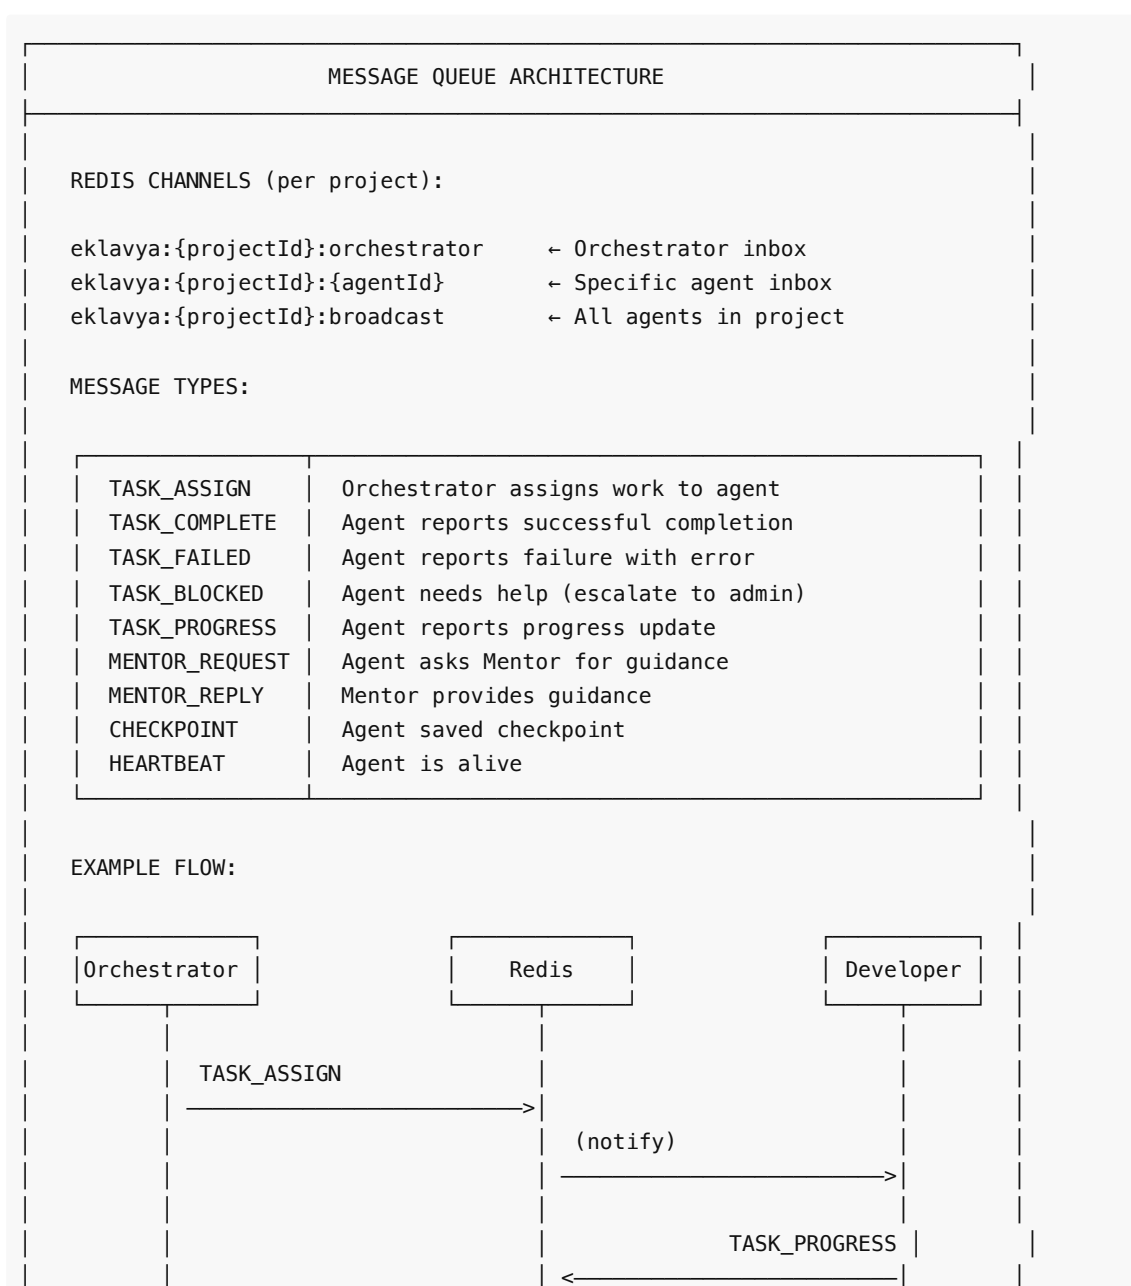 MESSAGE QUEUE ARCHITECTURE
REDIS CHANNELS (per project):
eklavya:{projectId}:orchestrator ← Orchestrator inbox
eklavya:{projectId}:{agentId} ← Specific agent inbox
eklavya:{projectId}:broadcast ← All agents in project
MESSAGE TYPES:
TASK_ASSIGN Orchestrator assigns work to agent
TASK_COMPLETE Agent reports successful completion
TASK_FAILED Agent reports failure with error
TASK_BLOCKED Agent needs help (escalate to admin)
TASK_PROGRESS Agent reports progress update
MENTOR_REQUEST Agent asks Mentor for guidance
MENTOR_REPLY Mentor provides guidance
CHECKPOINT Agent saved checkpoint
HEARTBEAT Agent is alive
EXAMPLE FLOW:
Orchestrator Redis Developer
TASK_ASSIGN
(notify)
TASK_PROGRESS